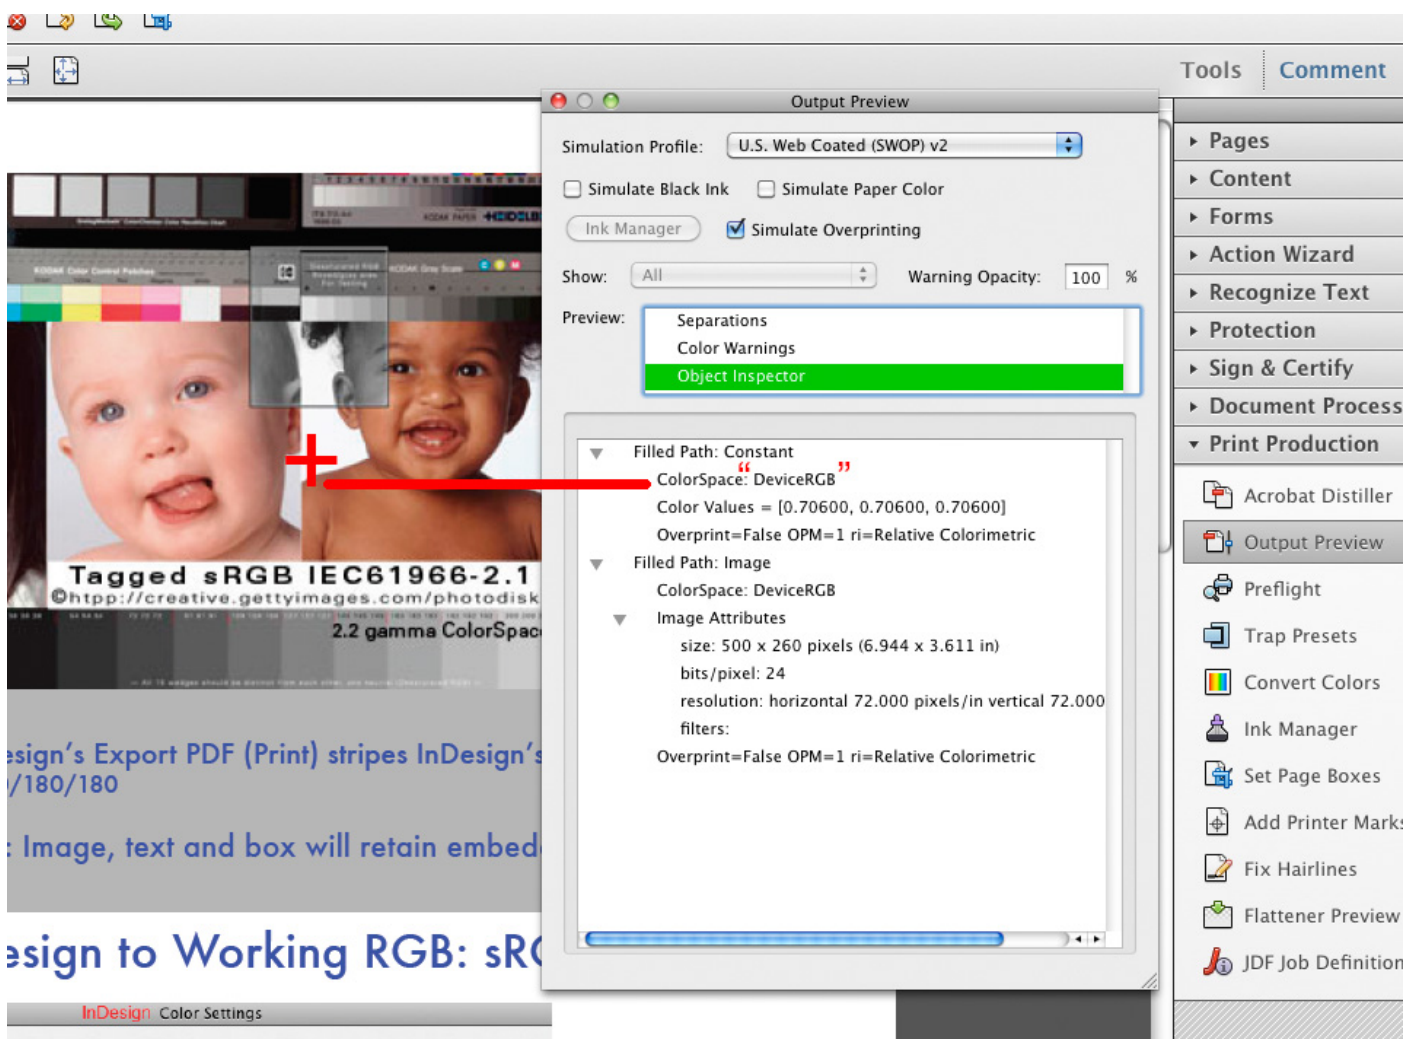 Tools
Comment
Output Preview
Simulation Profile:
U.S. Web Coated (SWOP) v2
Simulate Black Ink
Simulate Paper Color
Ink Manager
Simulate Overprinting
Show:
All
Warning Opacity:
100
%
Preview:
Separations
Color Warnings
Object Inspector
Filled Path: Constant
ColorSpace: “DeviceRGB”
Color Values = [0.70600, 0.70600, 0.70600]
Overprint=False OPM=1 ri=Relative Colorimetric
Filled Path: Image
ColorSpace: DeviceRGB
Image Attributes
size: 500 x 260 pixels (6.944 x 3.611 in)
bits/pixel: 24
resolution: horizontal 72.000 pixels/in vertical 72.000
filters:
Overprint=False OPM=1 ri=Relative Colorimetric
Pages
Content
Forms
Action Wizard
Recognize Text
Protection
Sign & Certify
Document Process
Print Production
Acrobat Distiller
Output Preview
Preflight
Trap Presets
Convert Colors
Ink Manager
Set Page Boxes
Add Printer Marks
Fix Hairlines
Flattener Preview
JDF Job Definition
KODAK Color Control Patches
KODAK Gray Scale
C Y M
Tagged sRGB IEC61966-2.1
©htpp://creative.gettyimages.com/photodisk
2.2 gamma ColorSpac
esign’s Export PDF (Print) stripes InDesign’s
/180/180
: Image, text and box will retain embed
esign to Working RGB: sR
InDesign Color Settings